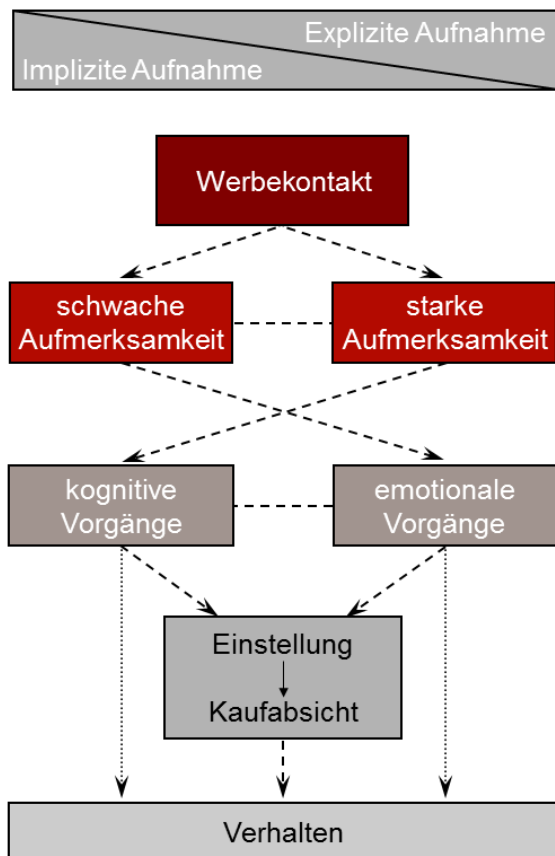 Explizite Aufnahme
Implizite Aufnahme
Werbekontakt
schwache
Aufmerksamkeit
starke
Aufmerksamkeit
kognitive
Vorgänge
emotionale
Vorgänge
Einstellung
Kaufabsicht
Verhalten